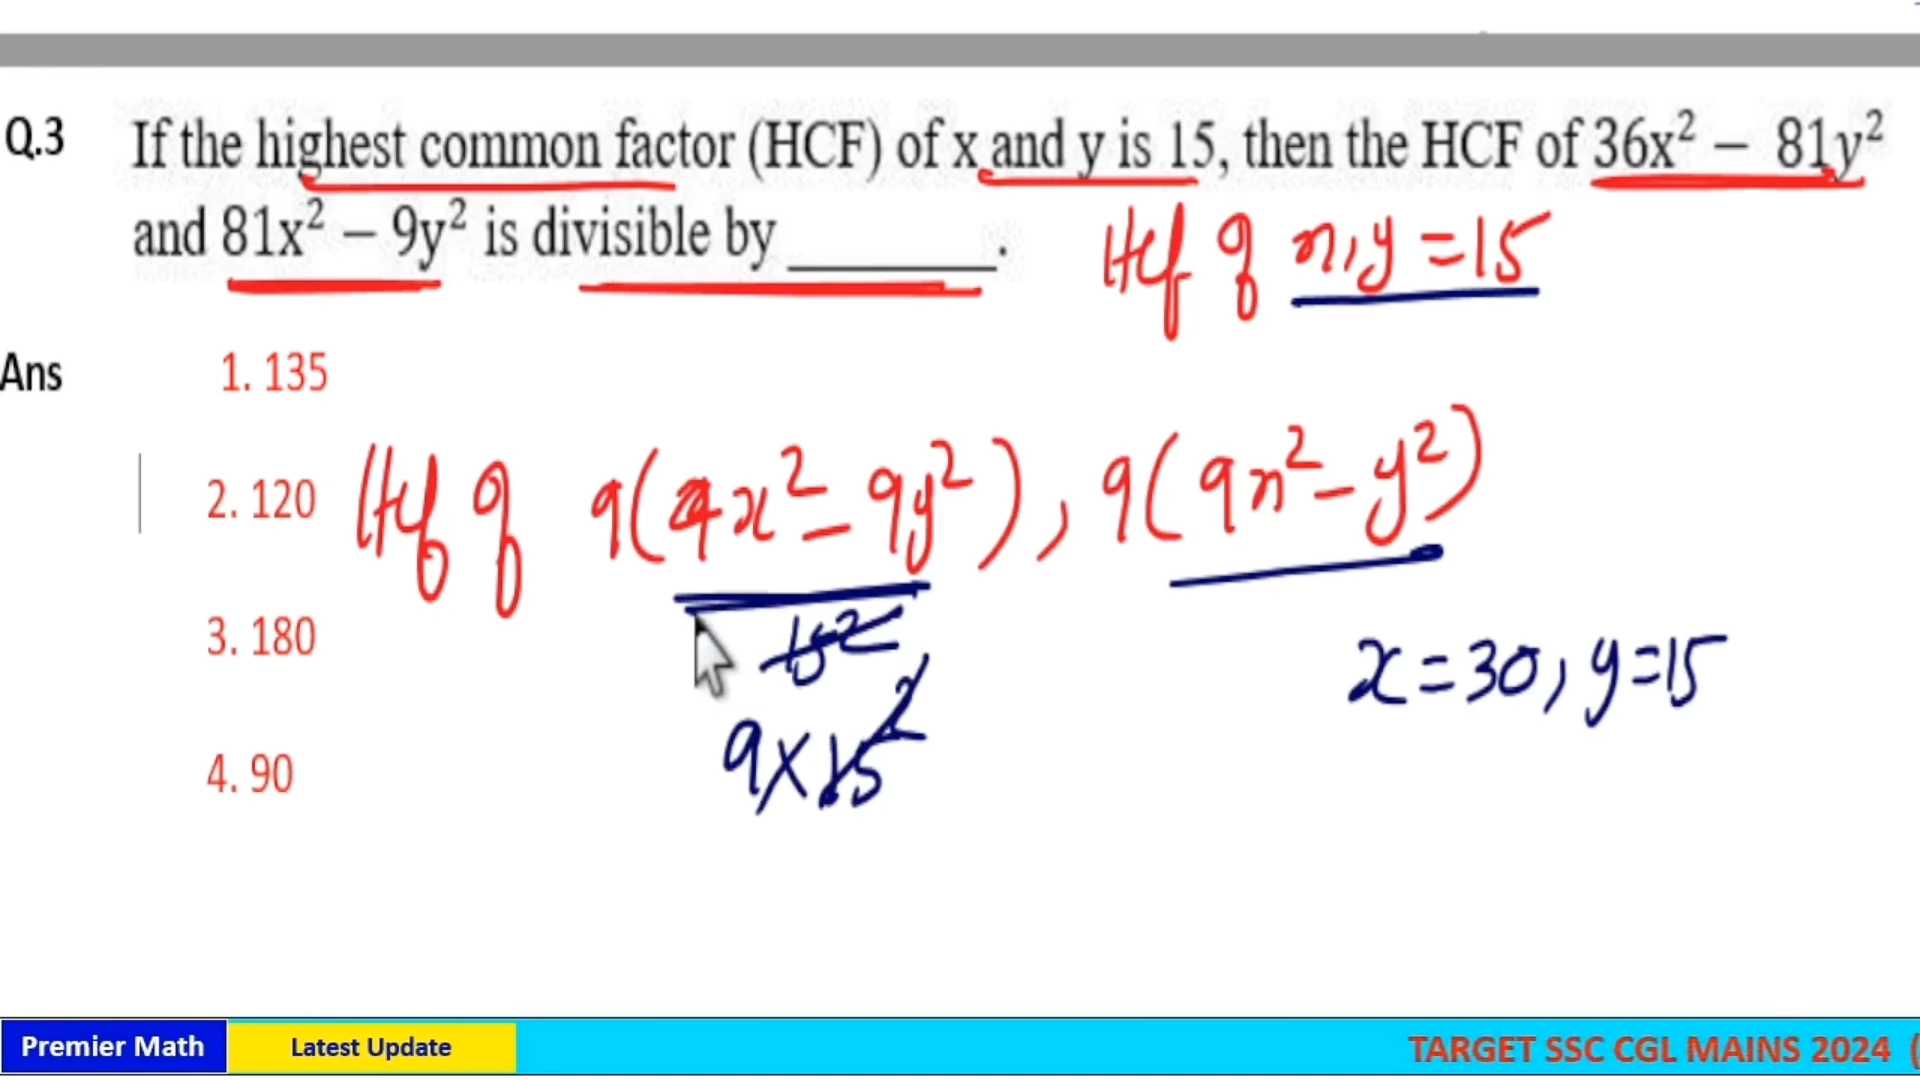 Q.3 If the highest common factor (HCF) of x and y is 15, then the HCF of 36x² − 81y²
and 81x² − 9y² is divisible by ________.
Hcf of x,y = 15
Ans 1. 135
2. 120 Hcf of 9(4x² − 9y²), 9(9x² − y²)
3. 180 15² x = 30, y = 15
9 × 15²
4. 90
Premier Math Latest Update TARGET SSC CGL MAINS 2024 (